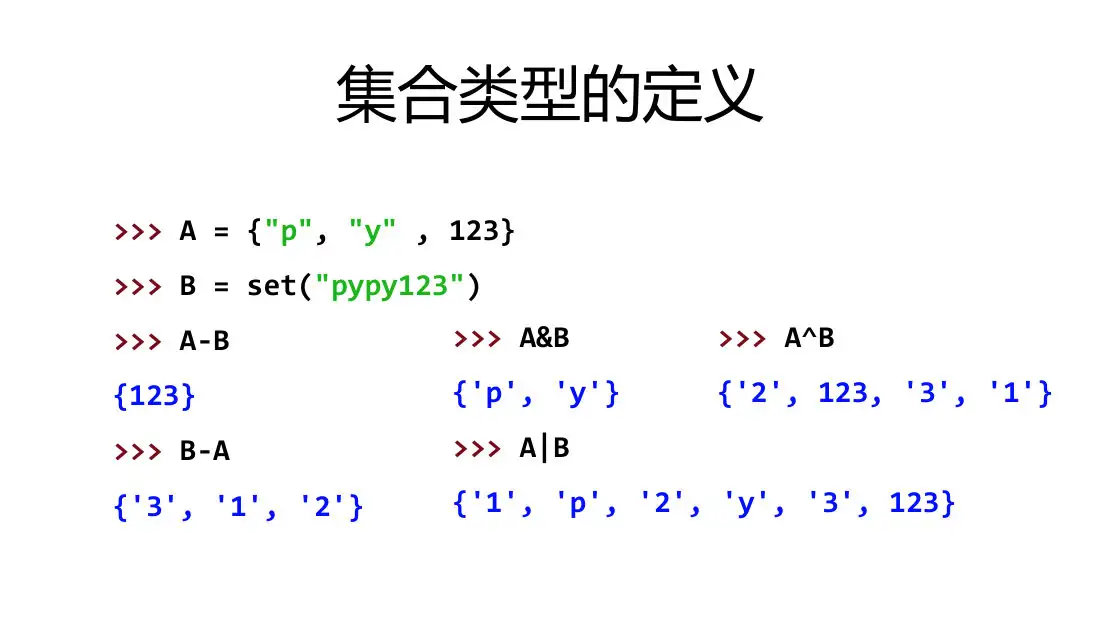 集合类型的定义
>>> A = {"p", "y" , 123}
>>> B = set("pypy123")
>>> A-B
{123}
>>> B-A
{'3', '1', '2'}
>>> A&B
{'p', 'y'}
>>> A|B
{'1', 'p', '2', 'y', '3', 123}
>>> A^B
{'2', 123, '3', '1'}